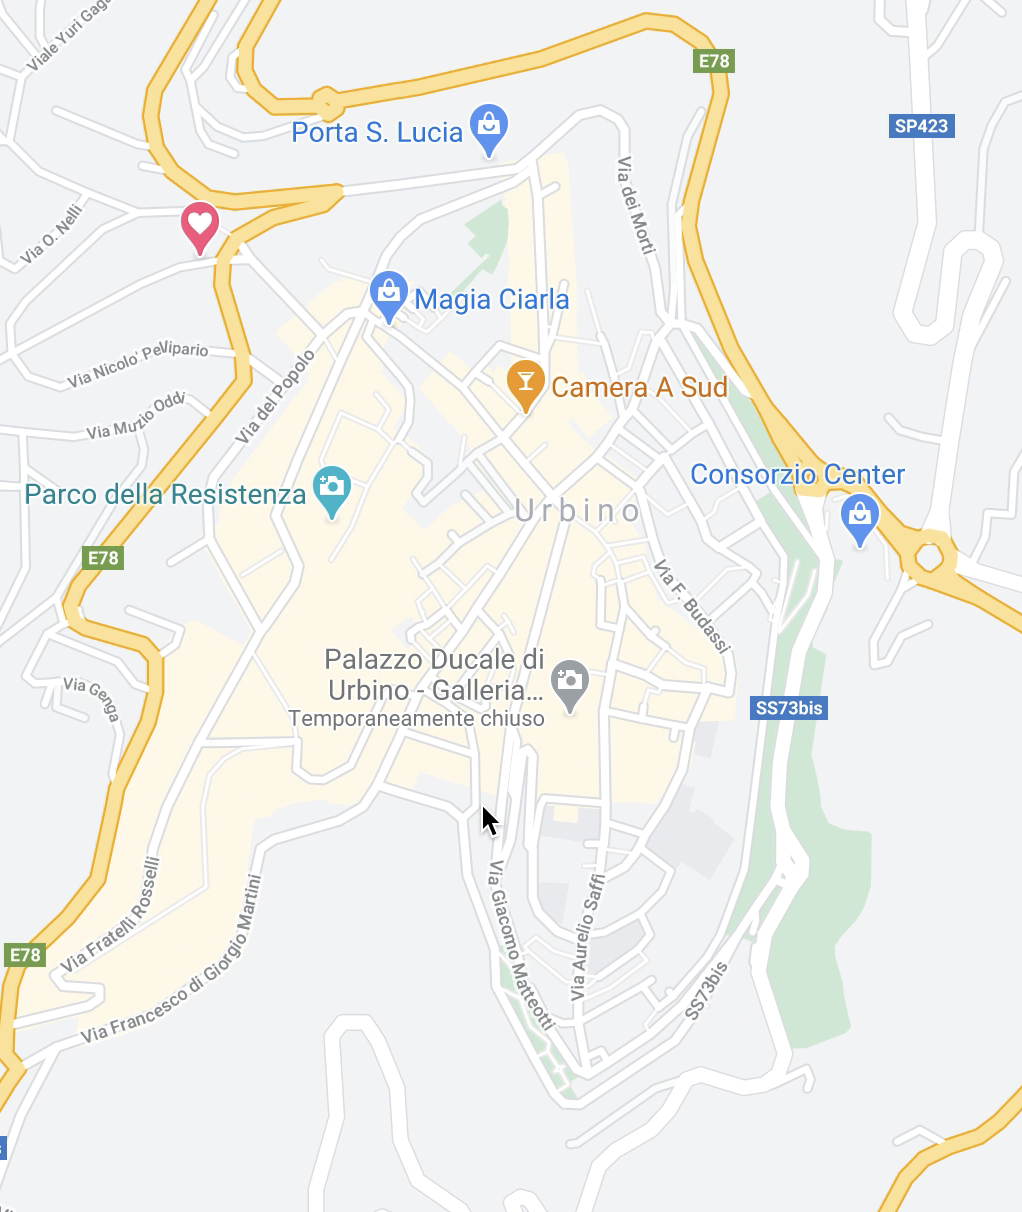 Viale Yuri Gaga
E78
SP423
Porta S. Lucia
Via dei Morti
Via O. Nelli
Magia Ciarla
Vipario
Via Nicolo' Pe
Camera A Sud
Via del Popolo
Via Muzio Oddi
Consorzio Center
Parco della Resistenza
Urbino
E78
Via F. Budassi
Palazzo Ducale di
Urbino - Galleria...
Temporaneamente chiuso
Via Genga
SS73bis
Via Fratelli Rosselli
Via Giacomo Matteotti
Via Aurelio Saffi
Via Francesco di Giorgio Martini
E78
SS73bis